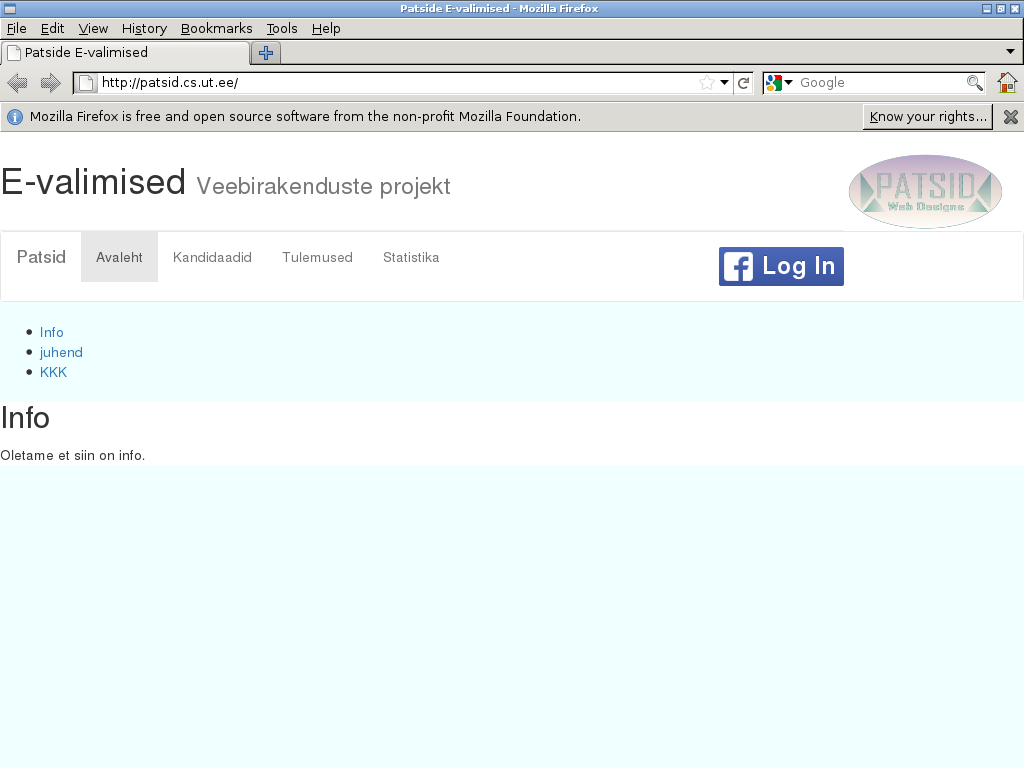 Patside E-valimised - Mozilla Firefox
File Edit View History Bookmarks Tools Help
Patside E-valimised
http://patsid.cs.ut.ee/ Google
Mozilla Firefox is free and open source software from the non-profit Mozilla Foundation. Know your rights...
E-valimised Veebirakenduste projekt
PATSID
Web Designs
Patsid Avaleht Kandidaadid Tulemused Statistika Log In
Info
juhend
KKK
Info
Oletame et siin on info.